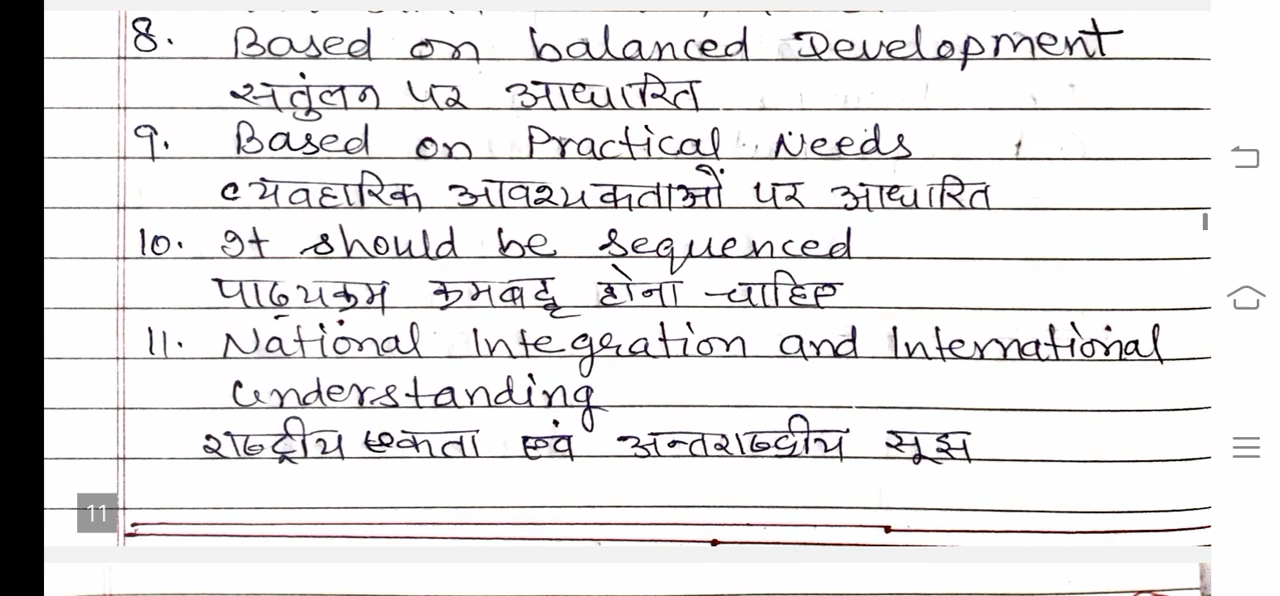 8. Based on balanced Development
सतुंलन पर आधारित
9. Based on Practical Needs
व्यवहारिक आवश्यकताओं पर आधारित
10. It should be sequenced
पाठ्यक्रम क्रमबद्ध होना चाहिए
11. National Integration and International
understanding
राष्ट्रीय एकता एवं अन्तराष्ट्रीय सूझ
11